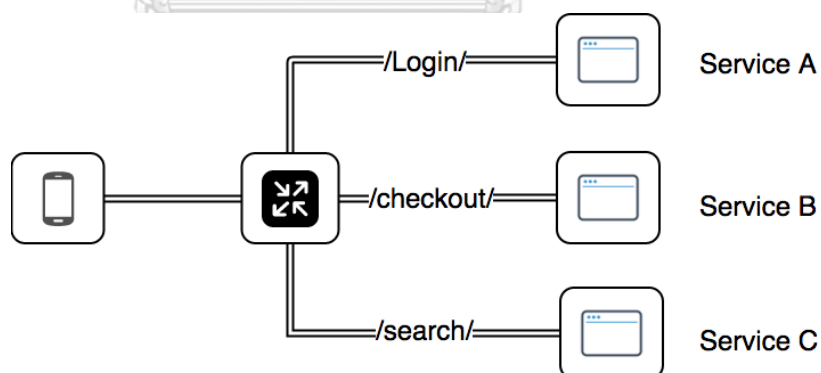 /Login/
Service A
/checkout/
Service B
/search/
Service C